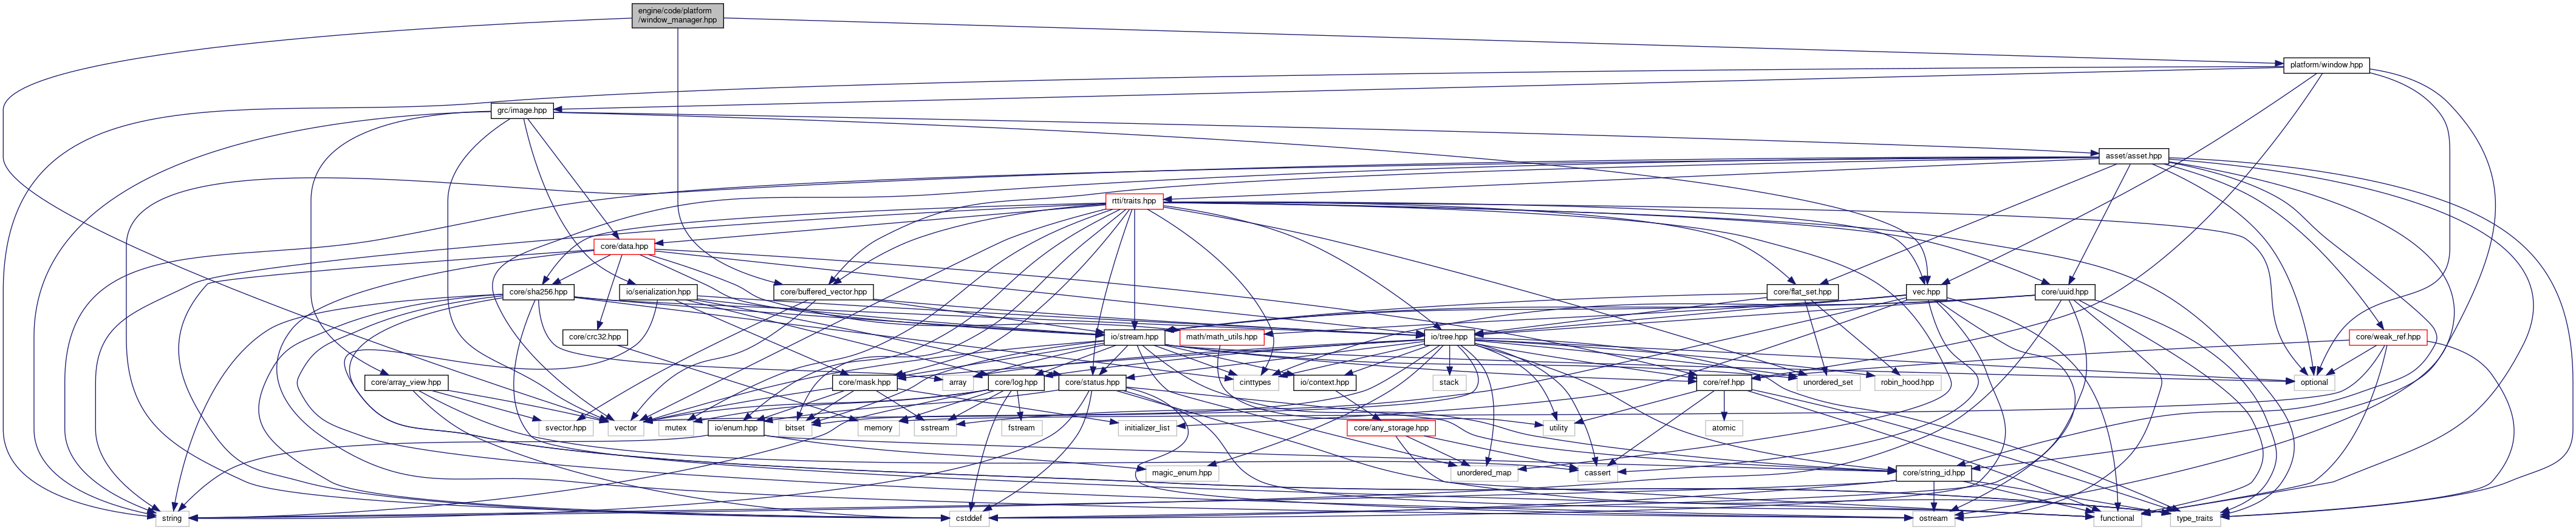 engine/code/platform
/window_manager.hpp
platform/window.hpp
grc/image.hpp
asset/asset.hpp
rtti/traits.hpp
core/data.hpp
core/sha256.hpp
io/serialization.hpp
core/buffered_vector.hpp
core/flat_set.hpp
vec.hpp
core/uuid.hpp
core/crc32.hpp
io/stream.hpp
math/math_utils.hpp
io/tree.hpp
core/weak_ref.hpp
core/array_view.hpp
core/mask.hpp
array
core/log.hpp
core/status.hpp
cinttypes
io/context.hpp
stack
core/ref.hpp
unordered_set
robin_hood.hpp
optional
svector.hpp
vector
mutex
io/enum.hpp
bitset
memory
sstream
fstream
initializer_list
core/any_storage.hpp
utility
atomic
magic_enum.hpp
unordered_map
cassert
core/string_id.hpp
string
cstddef
ostream
functional
type_traits